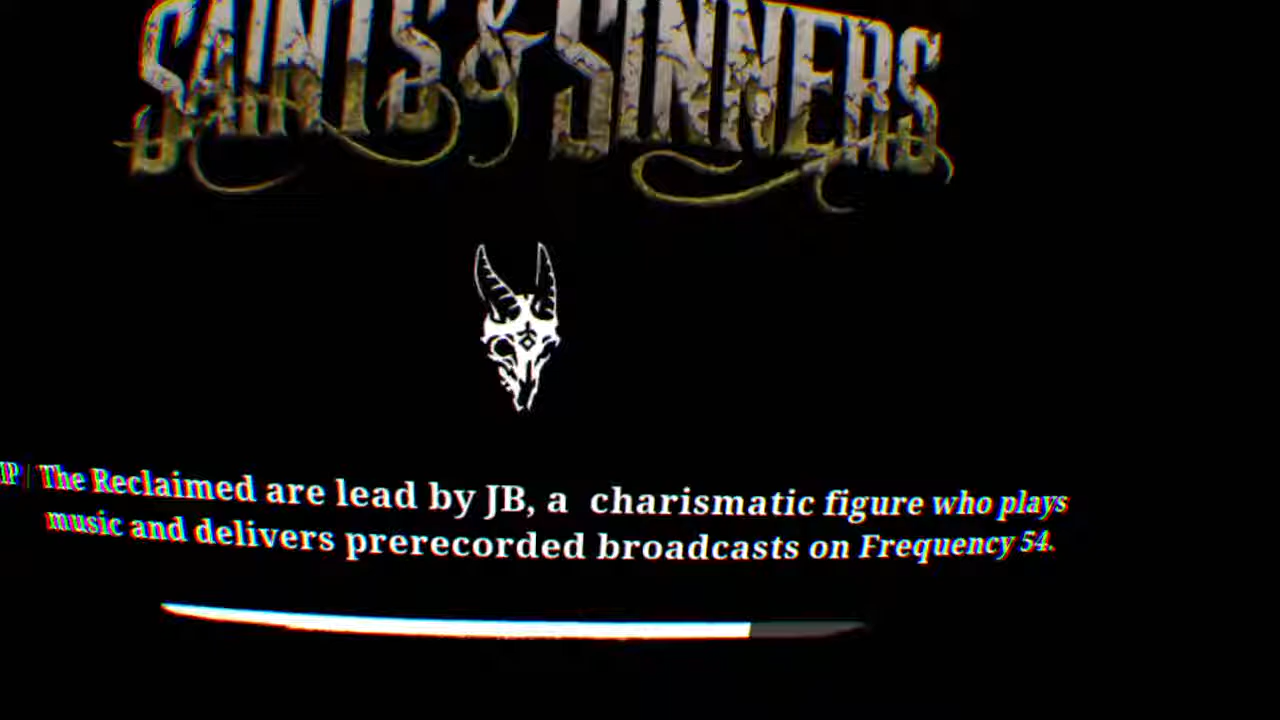 SAINTS & SINNERS
IP | The Reclaimed are lead by JB, a charismatic figure who plays
music and delivers prerecorded broadcasts on Frequency 54.